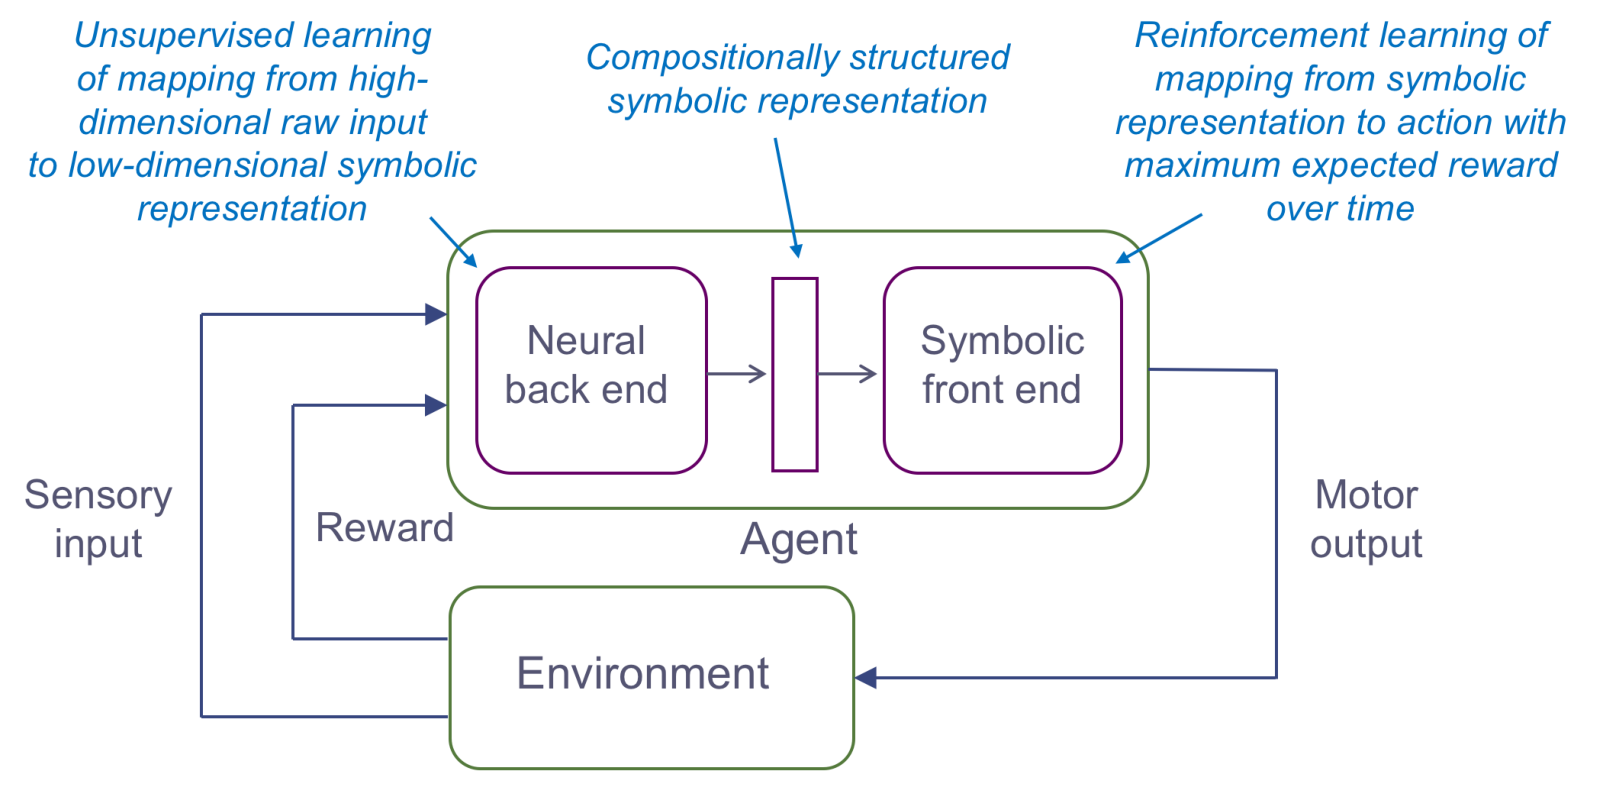 Unsupervised learning
of mapping from high-
dimensional raw input
to low-dimensional symbolic
representation
Compositionally structured
symbolic representation
Reinforcement learning of
mapping from symbolic
representation to action with
maximum expected reward
over time
Neural
back end
Symbolic
front end
Sensory
input
Reward
Agent
Motor
output
Environment